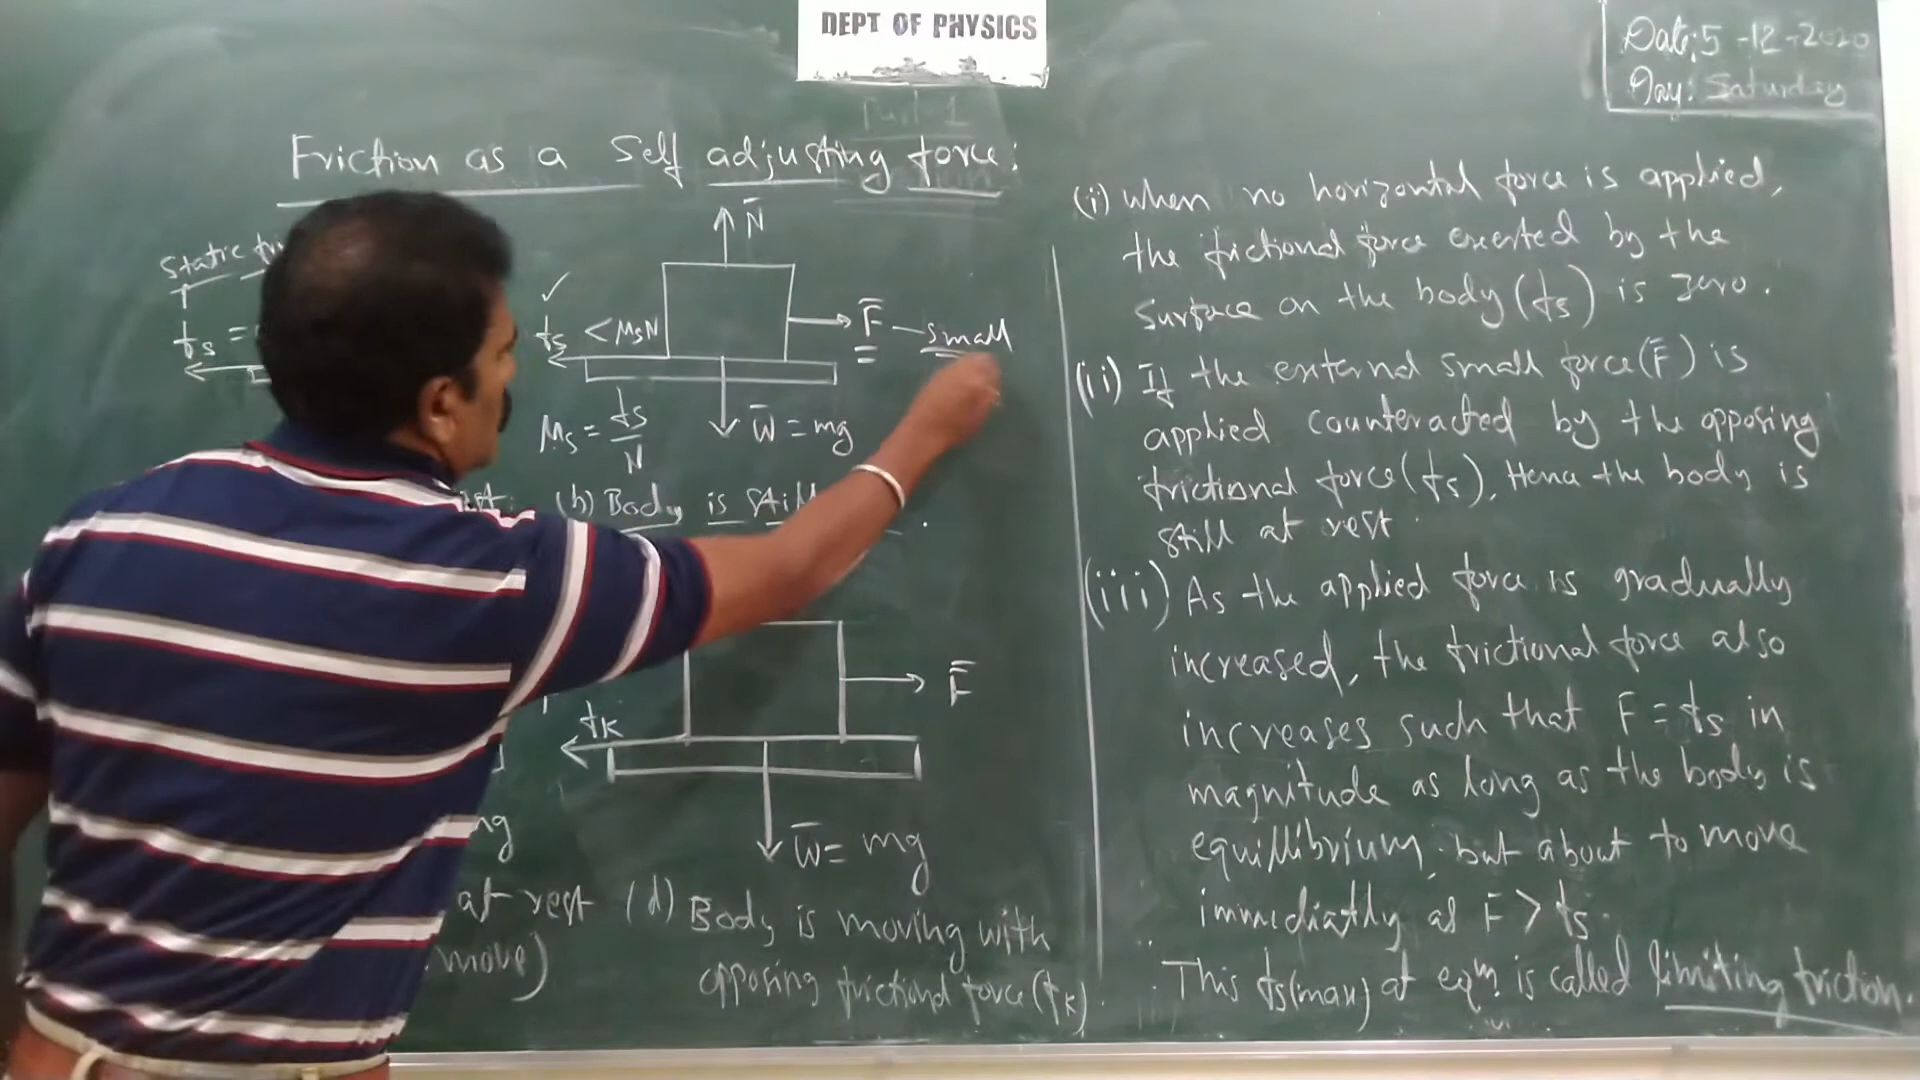 DEPT OF PHYSICS
Date: 5-12-2020
Day: Saturday
Friction as a Self adjusting force:
Static
fs =
N̄
fs < μsN
F̄ — small
μs = fs/N
W̄ = mg
(b) Body is still
fk
F̄
W̄ = mg
mg
at rest
move)
(d) Body is moving with
opposing frictional force (fk).
(i) When no horizontal force is applied,
the frictional force exerted by the
surface on the body (fs) is zero.
(ii) If the external small force (F̄) is
applied counteracted by the opposing
frictional force (fs), Hence the body is
still at rest.
(iii) As the applied force is gradually
increased, the frictional force also
increases such that F = fs in
magnitude as long as the body is
equillibrium, but about to move
immediatly as F > fs.
This fs(max) at eqm. is called limiting friction.